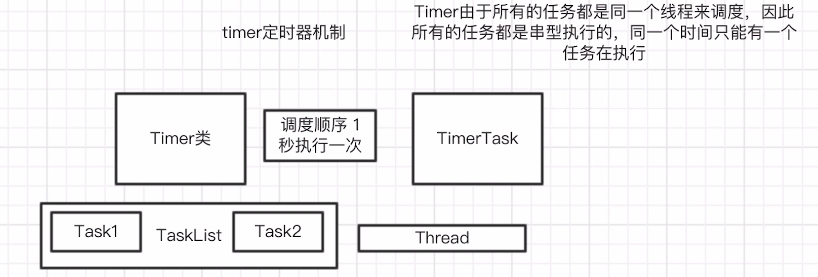 timer定时器机制
Timer由于所有的任务都是同一个线程来调度，因此
所有的任务都是串型执行的，同一个时间只能有一个
任务在执行
Timer类
调度顺序 1
秒执行一次
TimerTask
Task1
TaskList
Task2
Thread